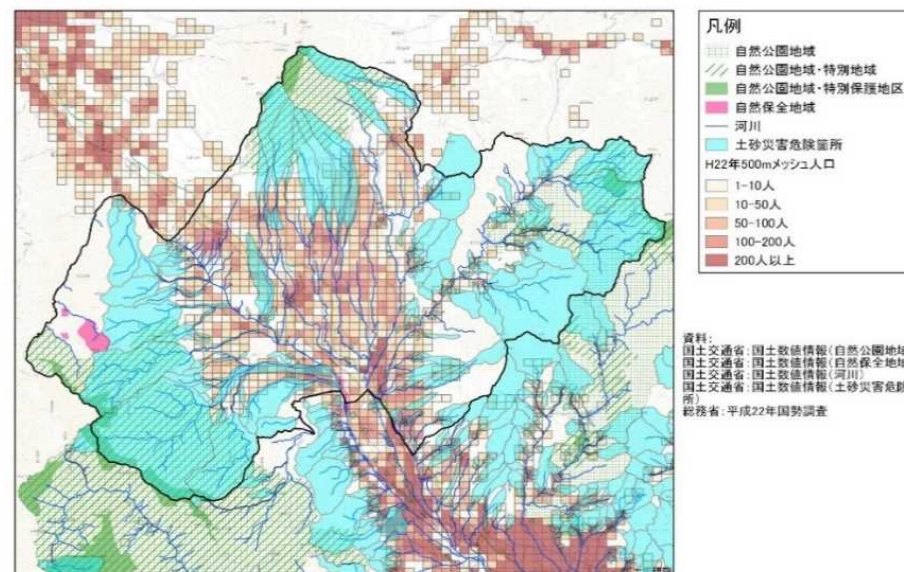 凡例
自然公園地域
自然公園地域・特別地域
自然公園地域・特別保護地区
自然保全地域
河川
土砂災害危険箇所
H22年500mメッシュ人口
1-10人
10-50人
50-100人
100-200人
200人以上
資料:
国土交通省:国土数値情報(自然公園地域
国土交通省:国土数値情報(自然保全地域
国土交通省:国土数値情報(河川)
国土交通省:国土数値情報(土砂災害危険
所)
総務省:平成22年国勢調査